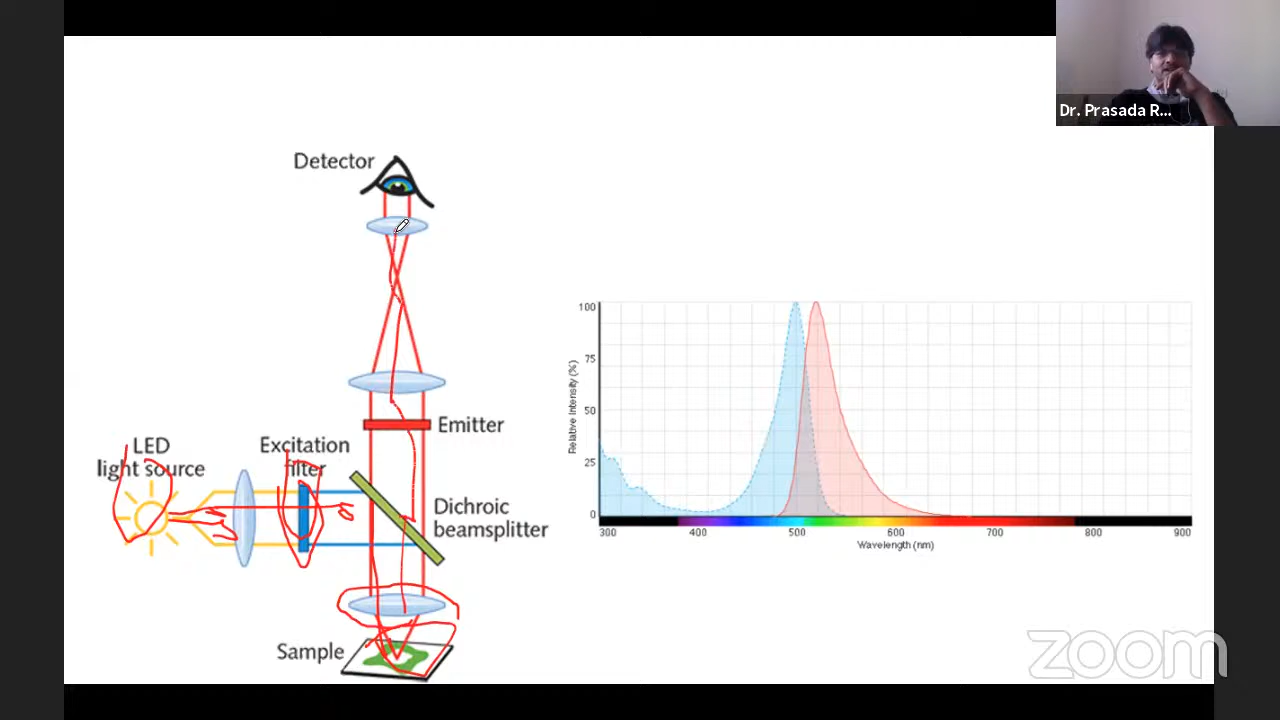 Dr. Prasada R...
Detector
Emitter
LED
light source
Excitation
filter
Dichroic
beamsplitter
Sample
Relative Intensity (%)
100
75
50
25
0
300 400 500 600 700 800 900
Wavelength (nm)
zoom